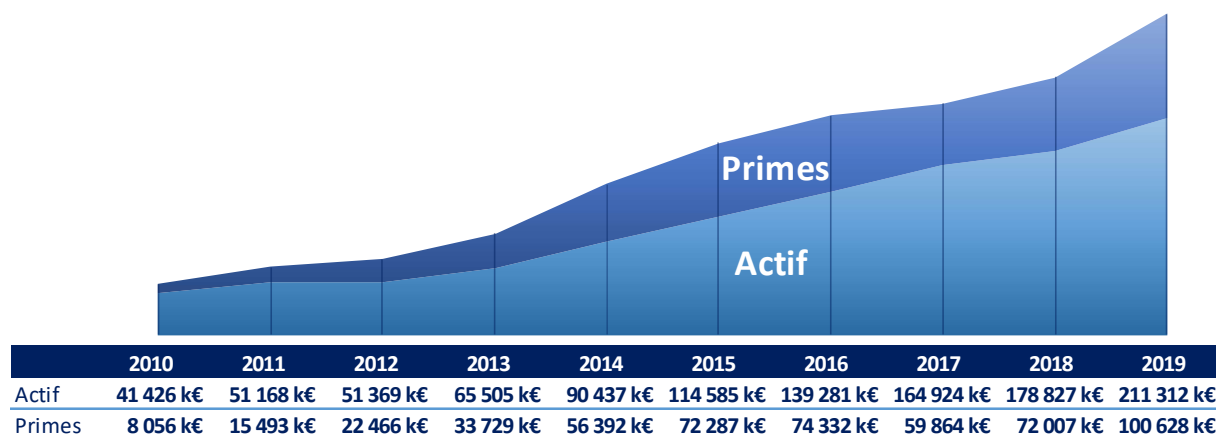 Primes
Actif
2010 2011 2012 2013 2014 2015 2016 2017 2018 2019
Actif 41 426 k€ 51 168 k€ 51 369 k€ 65 505 k€ 90 437 k€ 114 585 k€ 139 281 k€ 164 924 k€ 178 827 k€ 211 312 k€
Primes 8 056 k€ 15 493 k€ 22 466 k€ 33 729 k€ 56 392 k€ 72 287 k€ 74 332 k€ 59 864 k€ 72 007 k€ 100 628 k€